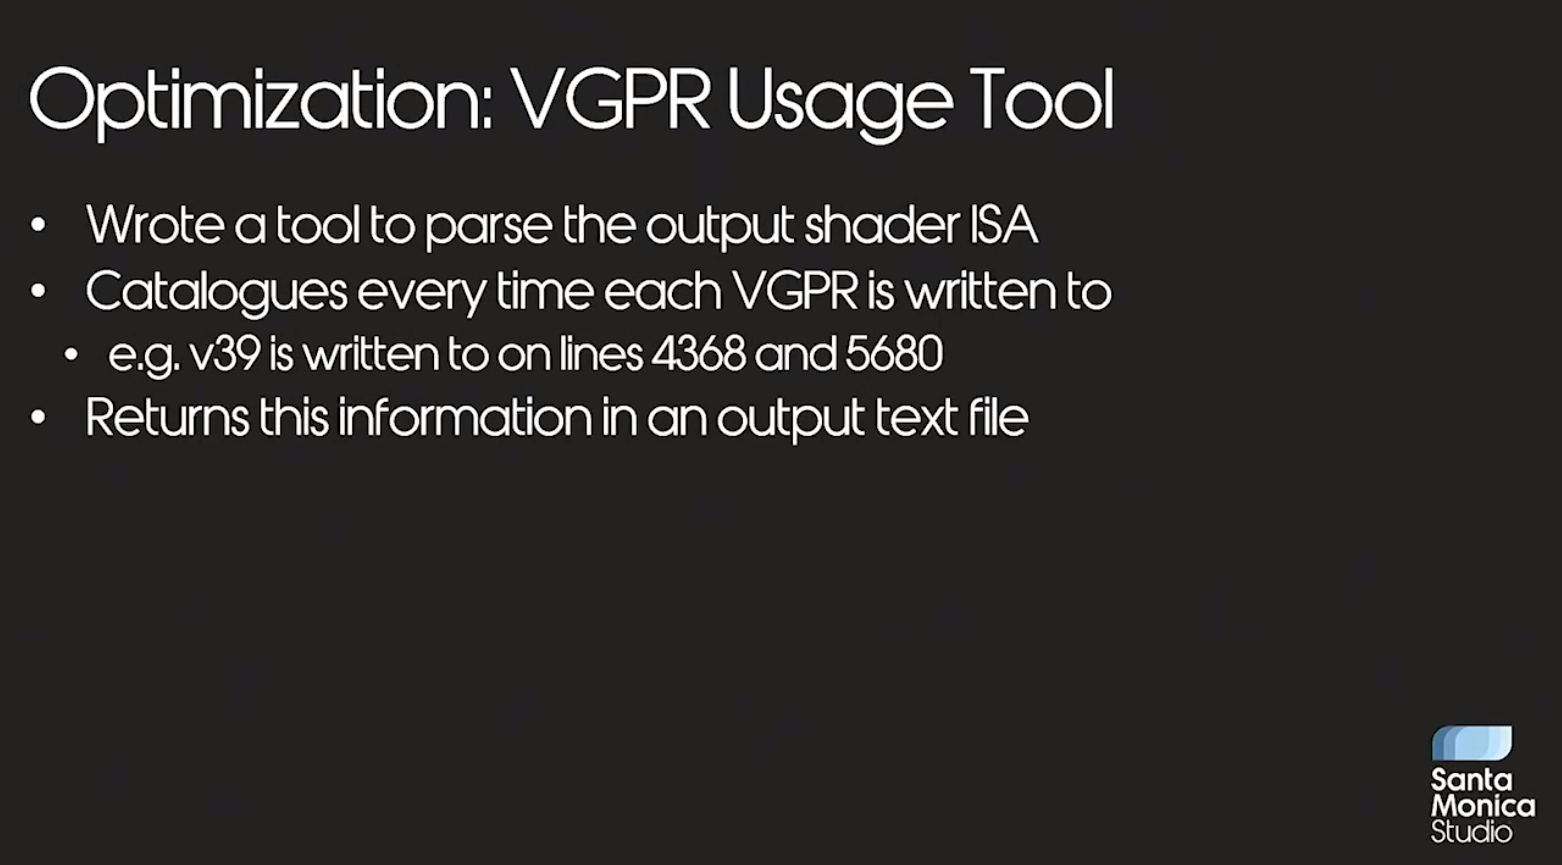 Optimization: VGPR Usage Tool
• Wrote a tool to parse the output shader ISA
• Catalogues every time each VGPR is written to
• e.g. v39 is written to on lines 4368 and 5680
• Returns this information in an output text file
Santa
Monica
Studio